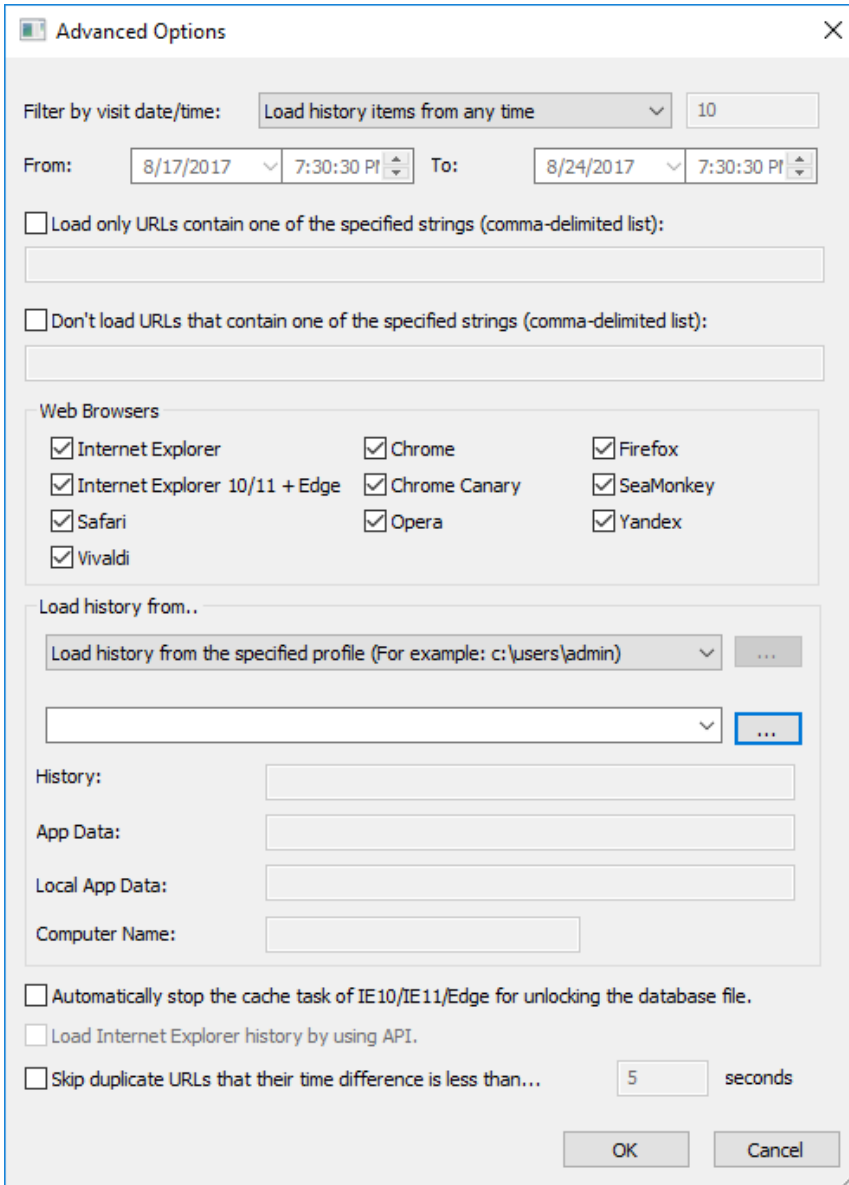 Advanced Options
Filter by visit date/time: Load history items from any time 10
From: 8/17/2017 7:30:30 PM To: 8/24/2017 7:30:30 PM
Load only URLs contain one of the specified strings (comma-delimited list):
Don't load URLs that contain one of the specified strings (comma-delimited list):
Web Browsers
Internet Explorer Chrome Firefox
Internet Explorer 10/11 + Edge Chrome Canary SeaMonkey
Safari Opera Yandex
Vivaldi
Load history from..
Load history from the specified profile (For example: c:\users\admin) ...
...
History:
App Data:
Local App Data:
Computer Name:
Automatically stop the cache task of IE10/IE11/Edge for unlocking the database file.
Load Internet Explorer history by using API.
Skip duplicate URLs that their time difference is less than... 5 seconds
OK Cancel